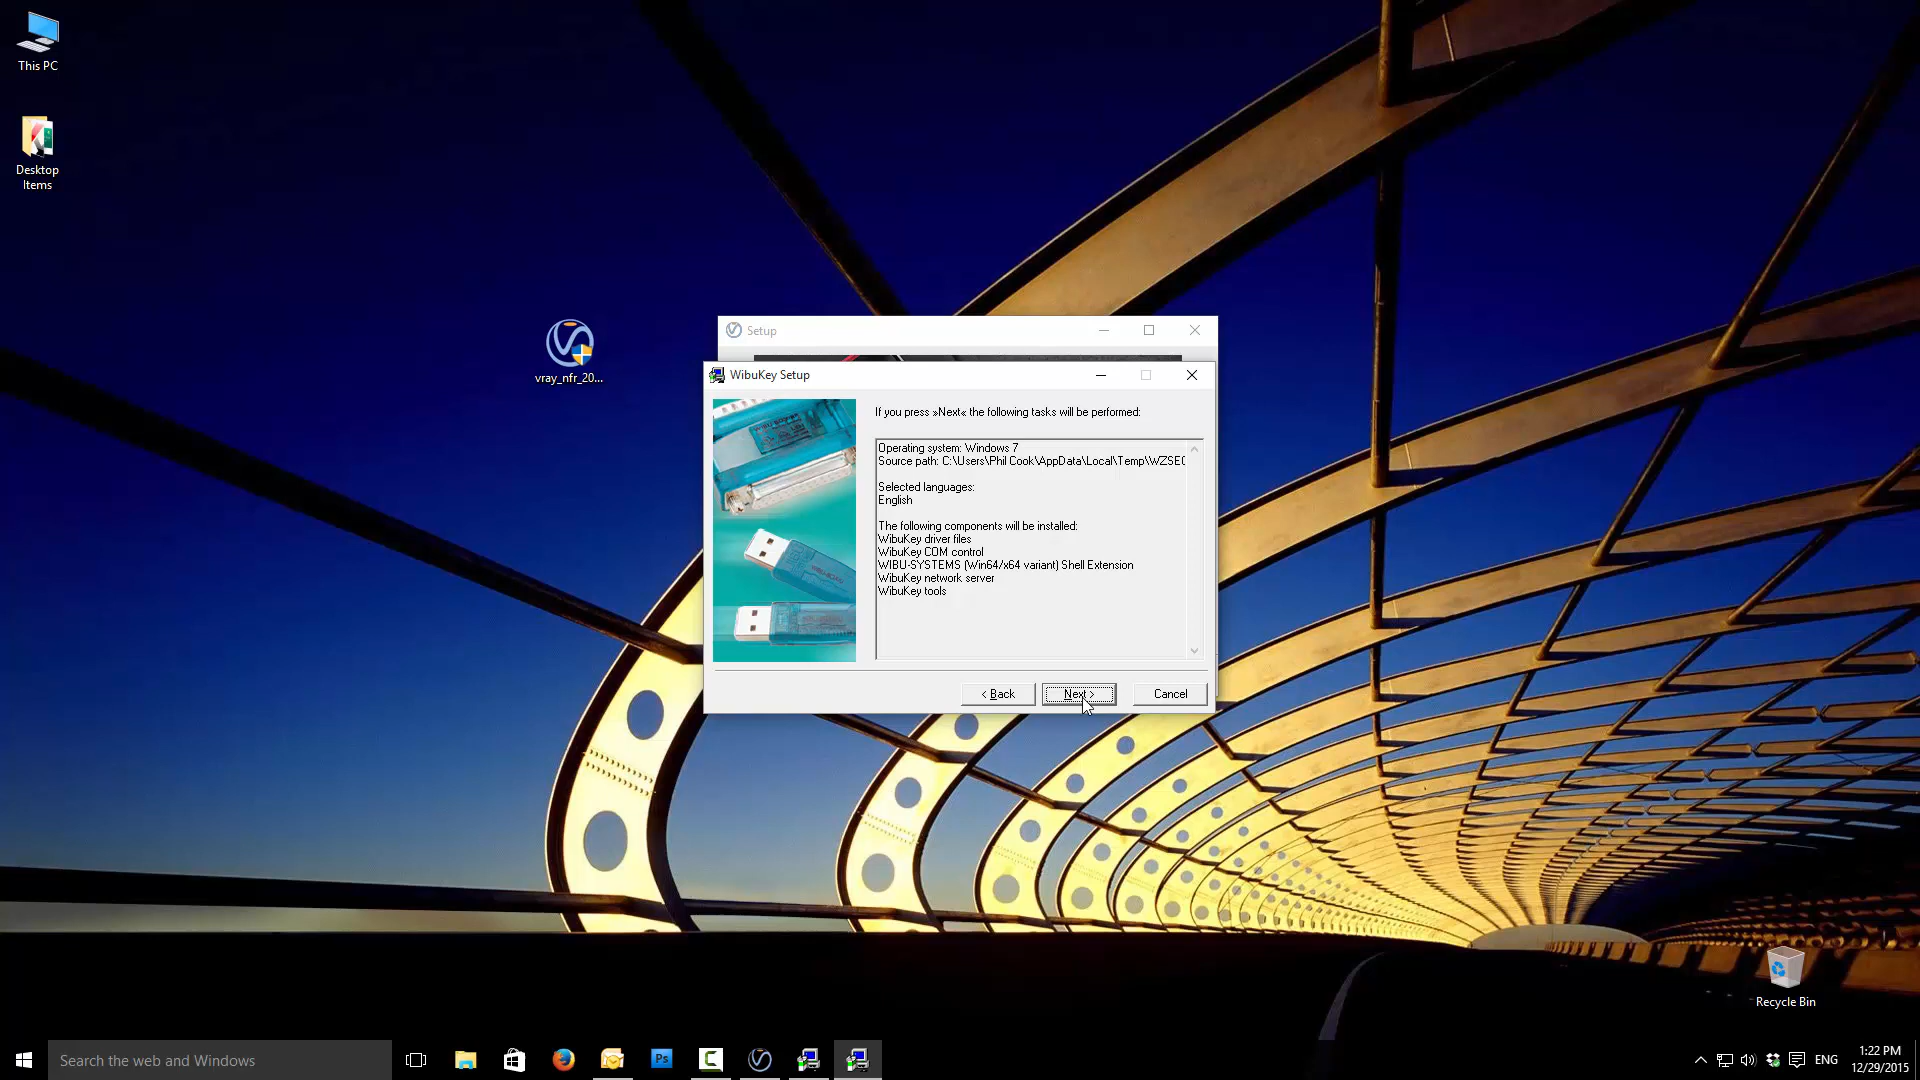 This PC
Desktop
Items
vray_nfr_20...
Setup
WibuKey Setup
If you press »Next« the following tasks will be performed:
Operating system: Windows 7
Source path: C:\Users\Phil Cook\AppData\Local\Temp\WZSE0
Selected languages:
English
The following components will be installed:
WibuKey driver files
WibuKey COM control
WIBU-SYSTEMS (Win64/x64 variant) Shell Extension
WibuKey network server
WibuKey tools
< Back
Next >
Cancel
Recycle Bin
Search the web and Windows
Ps
ENG
1:22 PM
12/29/2015